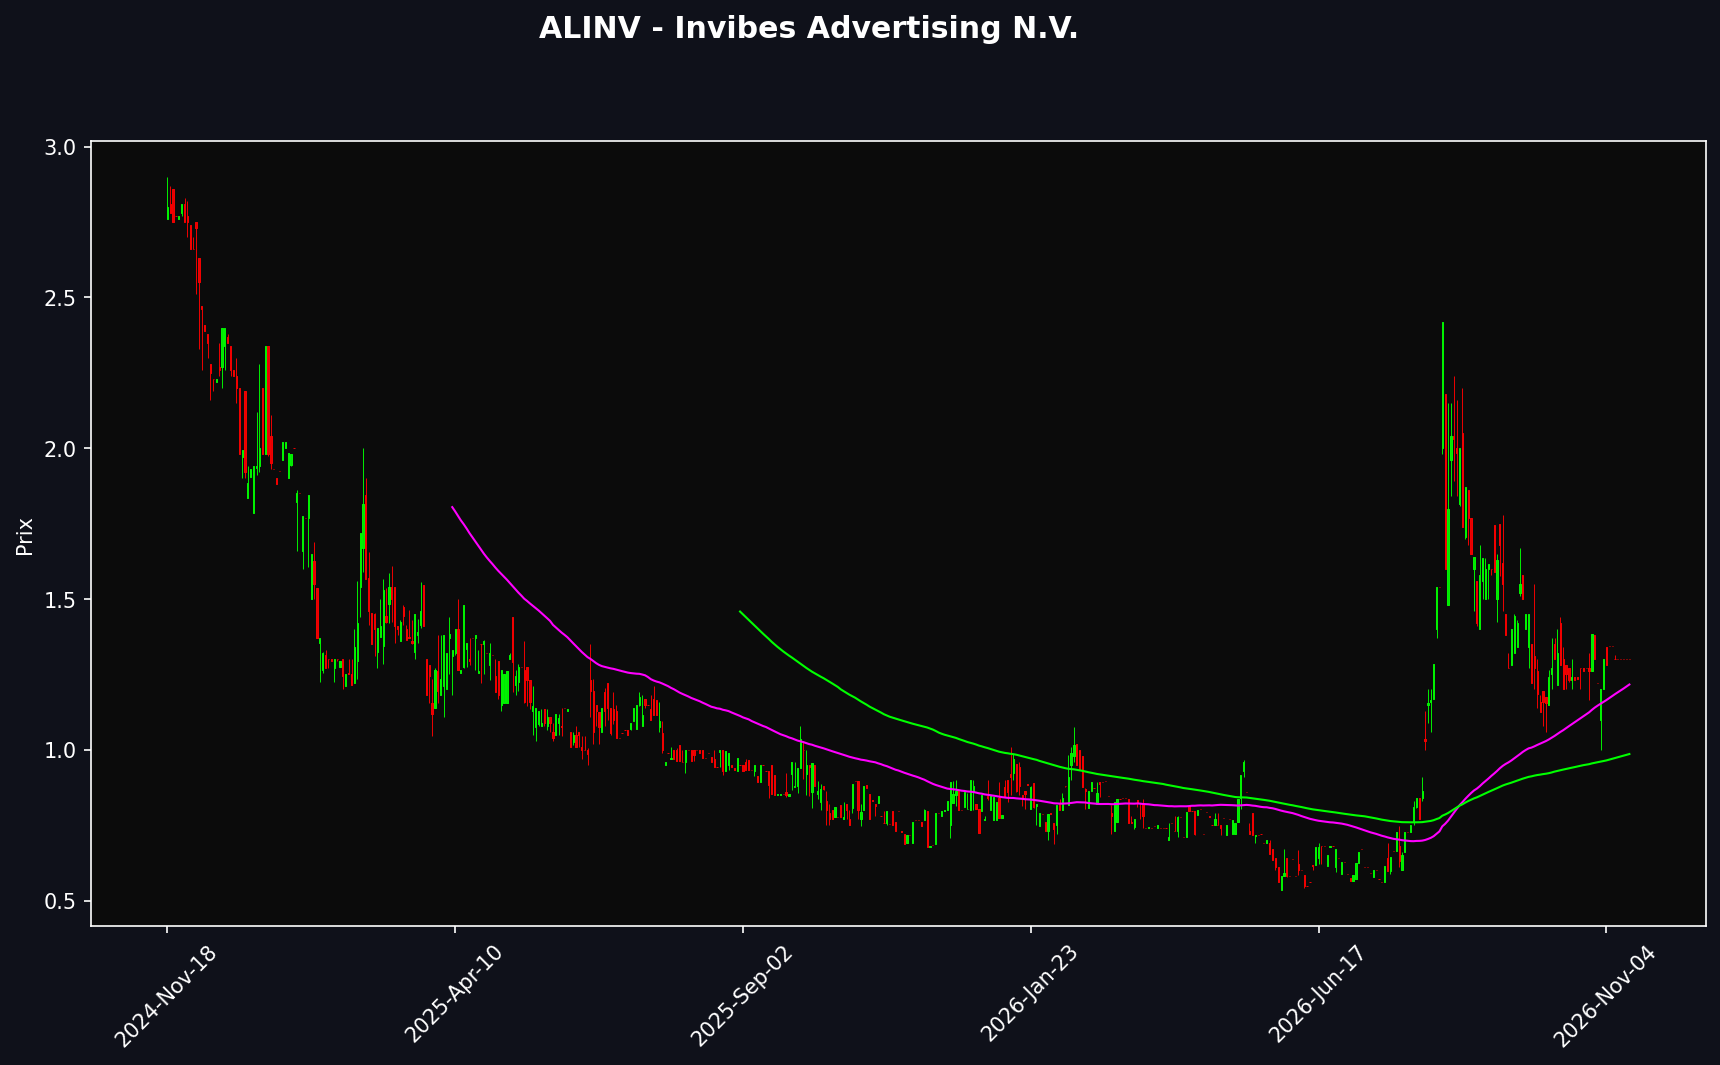 ALINV - Invibes Advertising N.V.
Prix
3.0
2.5
2.0
1.5
1.0
0.5
2024-Nov-18
2025-Apr-10
2025-Sep-02
2026-Jan-23
2026-Jun-17
2026-Nov-04